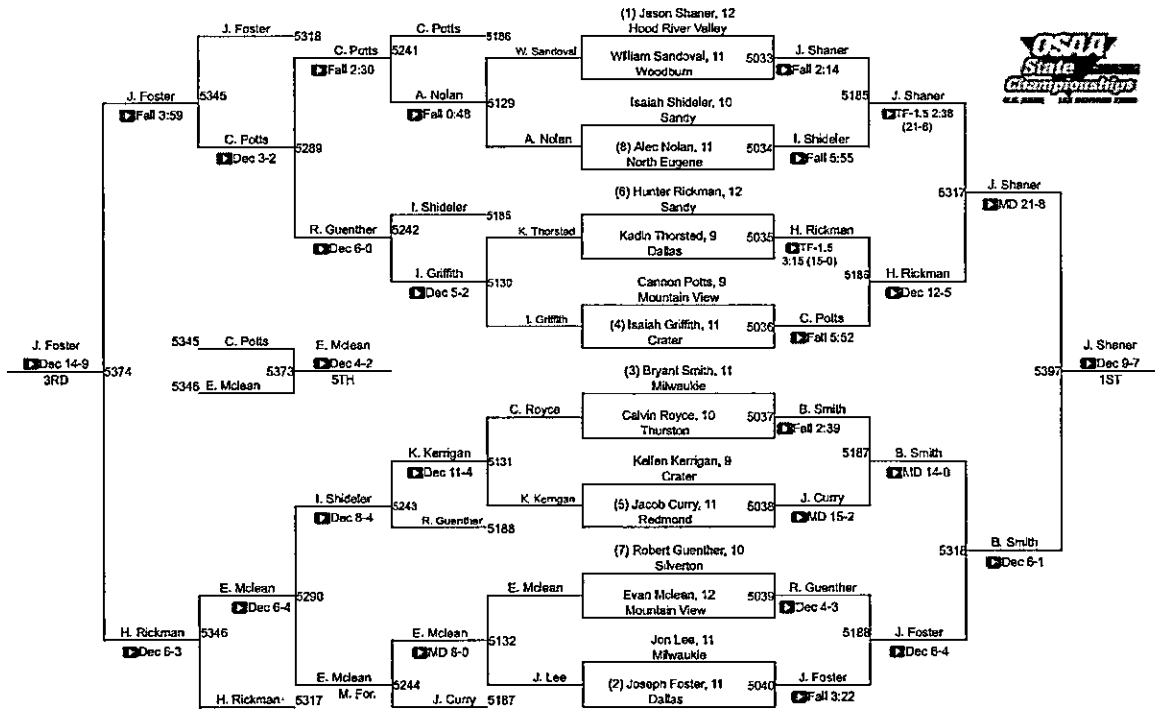 OSAA
State
Championships
J. Foster
5318
J. Foster
Fall 3:59
5345
C. Potts
Dec 3-2
5289
C. Potts
Fall 2:30
5241
C. Potts
5186
A. Nolan
Fall 0:48
5129
W. Sandoval
A. Nolan
R. Guenther
Dec 6-0
5242
I. Shideler
5185
I. Griffith
Dec 5-2
5130
K. Thorsted
I. Griffith
(1) Jason Shaner, 12
Hood River Valley
William Sandoval, 11
Woodburn
5033
J. Shaner
Fall 2:14
Isaiah Shideler, 10
Sandy
(8) Alec Nolan, 11
North Eugene
5034
I. Shideler
Fall 5:55
5185
J. Shaner
TF-1.5 2:38
(21-6)
(6) Hunter Rickman, 12
Sandy
Kadin Thorsted, 9
Dallas
5035
H. Rickman
TF-1.5
3:15 (15-0)
Cannon Potts, 9
Mountain View
(4) Isaiah Griffith, 11
Crater
5036
C. Potts
Fall 5:52
5186
H. Rickman
Dec 12-5
5317
J. Shaner
MD 21-8
J. Foster
Dec 14-9
3RD
5374
5345
C. Potts
5346
E. Mclean
5373
E. Mclean
Dec 4-2
5TH
5397
J. Shaner
Dec 9-7
1ST
(3) Bryant Smith, 11
Milwaukie
Calvin Royce, 10
Thurston
5037
B. Smith
Fall 2:39
Kellen Kerrigan, 9
Crater
(5) Jacob Curry, 11
Redmond
5038
J. Curry
MD 15-2
5187
B. Smith
MD 14-0
C. Royce
K. Kerrigan
5131
K. Kerrigan
Dec 11-4
5243
R. Guenther
5188
I. Shideler
Dec 8-4
5290
(7) Robert Guenther, 10
Silverton
Evan Mclean, 12
Mountain View
5039
R. Guenther
Dec 4-3
Jon Lee, 11
Milwaukie
(2) Joseph Foster, 11
Dallas
5040
J. Foster
Fall 3:22
5188
J. Foster
Dec 6-4
5318
B. Smith
Dec 6-1
E. Mclean
J. Lee
5132
E. Mclean
MD 8-0
5244
J. Curry
5187
E. Mclean
M. For.
E. Mclean
Dec 6-4
5346
H. Rickman
5317
H. Rickman
Dec 6-3